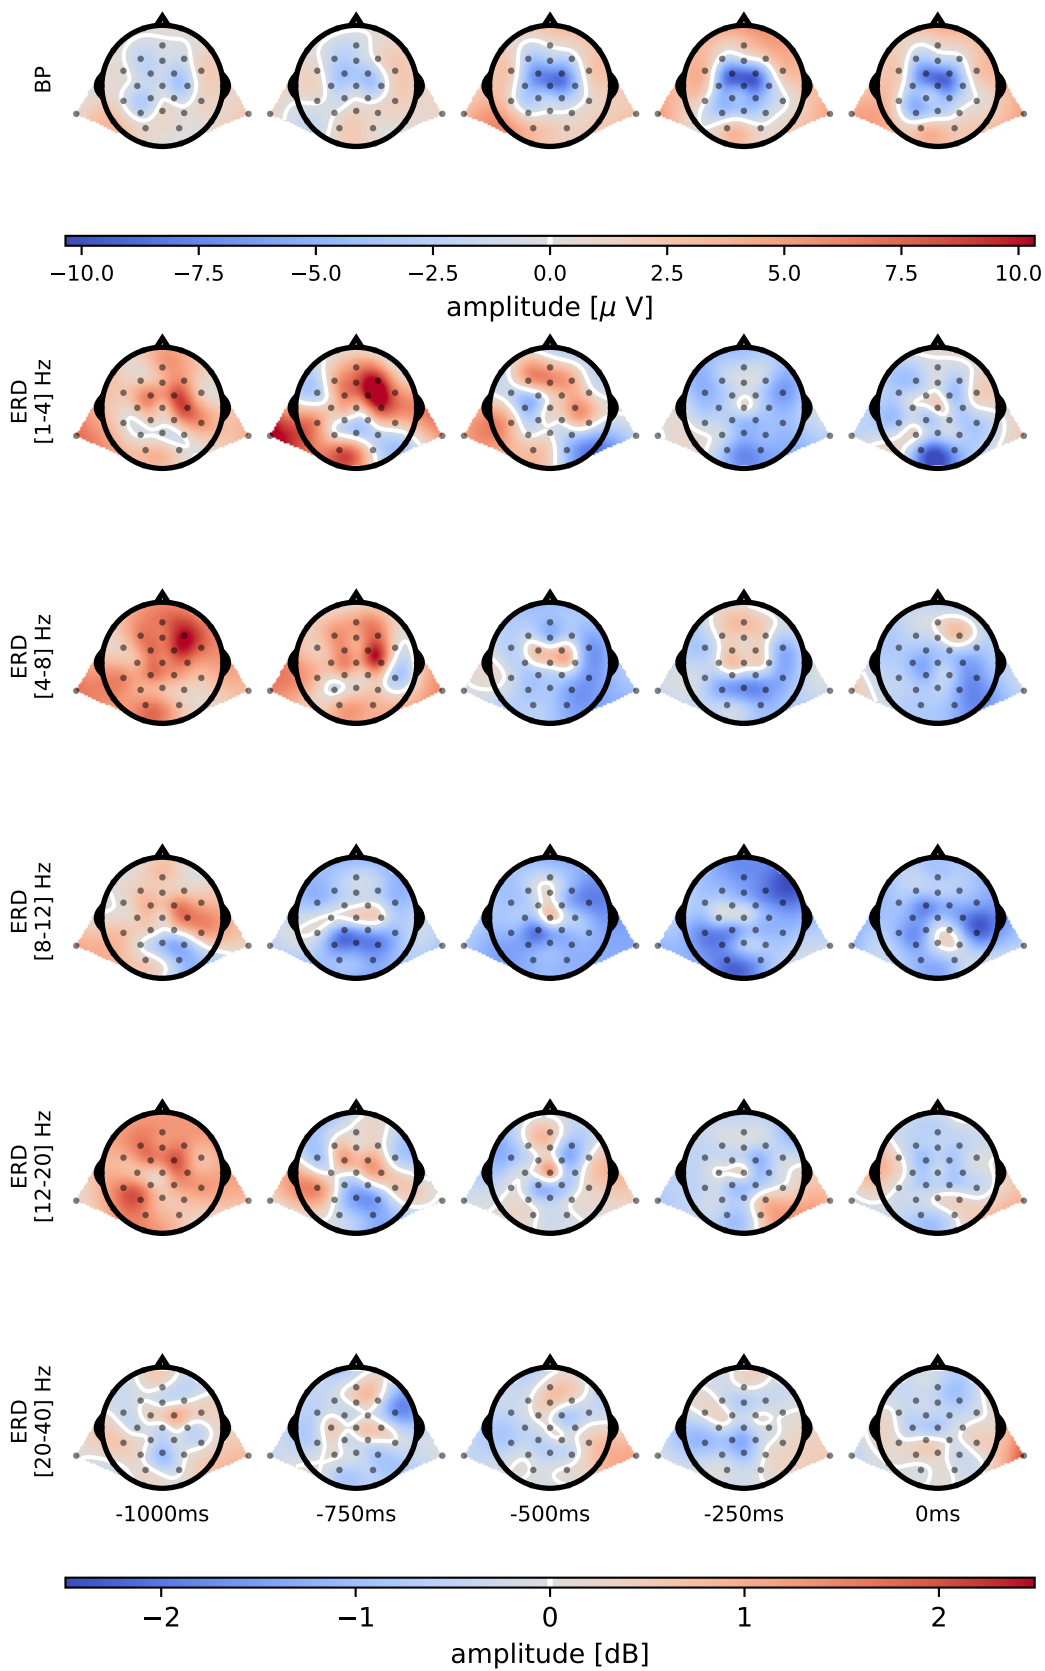 BP
−10.0 −7.5 −5.0 −2.5 0.0 2.5 5.0 7.5 10.0
amplitude [μ V]
ERD
[1-4] Hz
ERD
[4-8] Hz
ERD
[8-12] Hz
ERD
[12-20] Hz
ERD
[20-40] Hz
-1000ms -750ms -500ms -250ms 0ms
−2 −1 0 1 2
amplitude [dB]